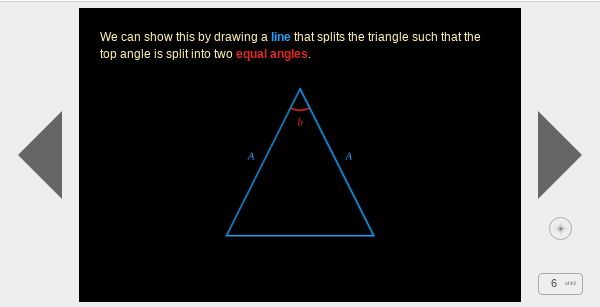 We can show this by drawing a line that splits the triangle such that the
top angle is split into two equal angles.
b
A A
6 of 43